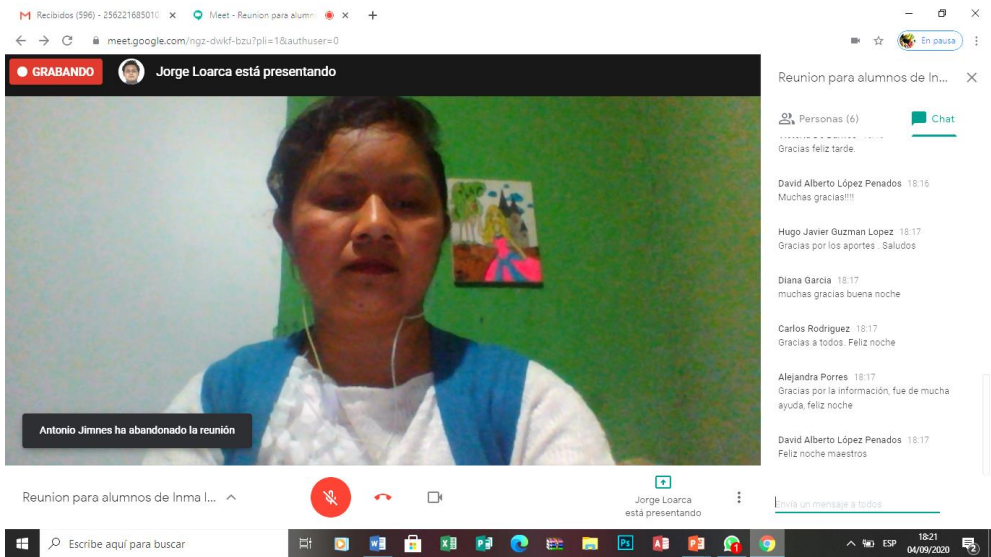 Recibidos (596) - 25622168501
Meet - Reunion para alumn
meet.google.com/ngz-dwkf-bzu?pli=1&authuser=0
En pausa
GRABANDO
Jorge Loarca está presentando
Antonio Jimnes ha abandonado la reunión
Reunion para alumnos de Inma I...
Jorge Loarca
está presentando
Reunion para alumnos de In...
Personas (6)
Chat
Gracias feliz tarde.
David Alberto López Penados 18:16
Muchas gracias!!!!
Hugo Javier Guzman Lopez 18:17
Gracias por los aportes . Saludos
Diana Garcia 18:17
muchas gracias buena noche
Carlos Rodriguez 18:17
Gracias a todos. Feliz noche
Alejandra Porres 18:17
Gracias por la información, fue de mucha
ayuda, feliz noche
David Alberto López Penados 18:17
Feliz noche maestros
Envía un mensaje a todos
Escribe aquí para buscar
Ps
ESP
18:21
04/09/2020
2